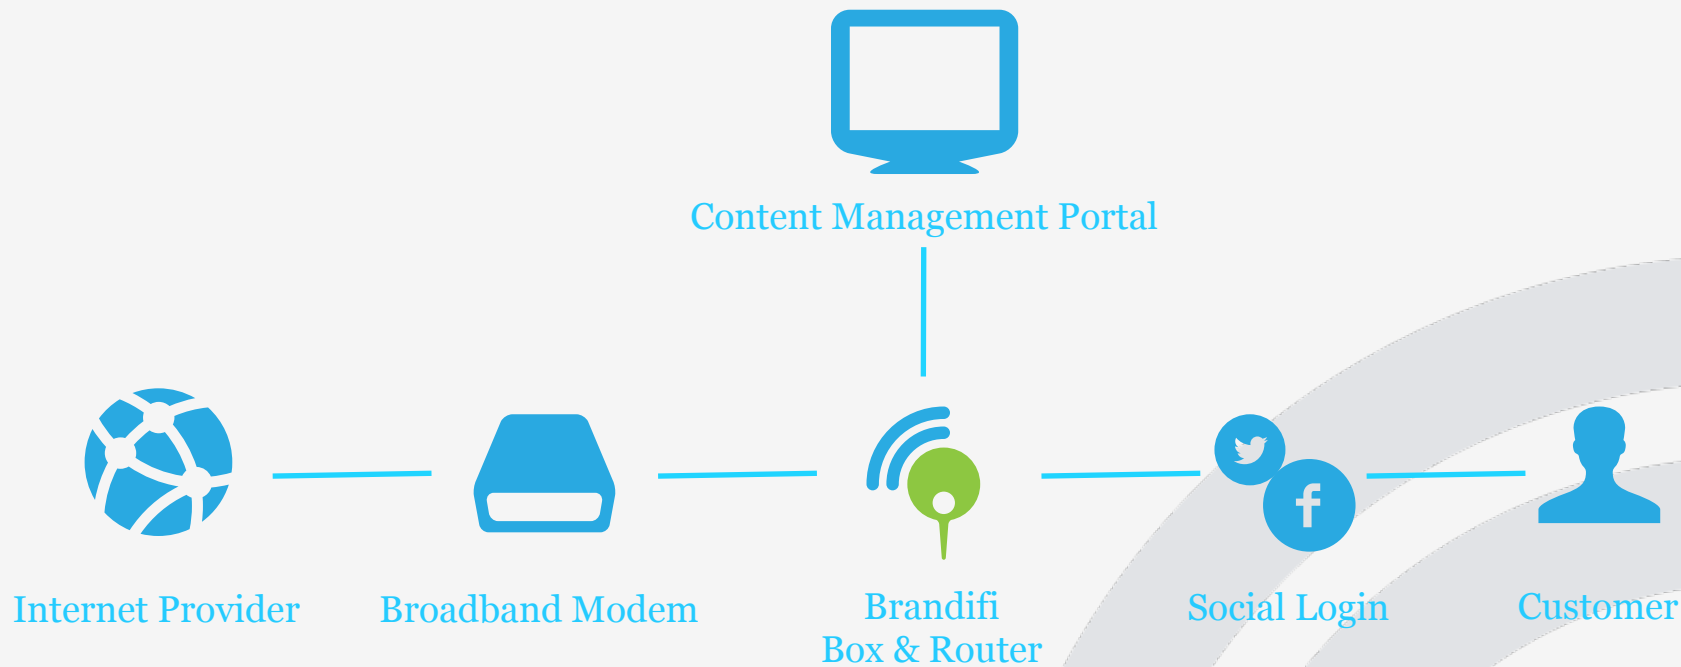 Content Management Portal
f
Internet Provider
Broadband Modem
Brandifi
Box & Router
Social Login
Customer